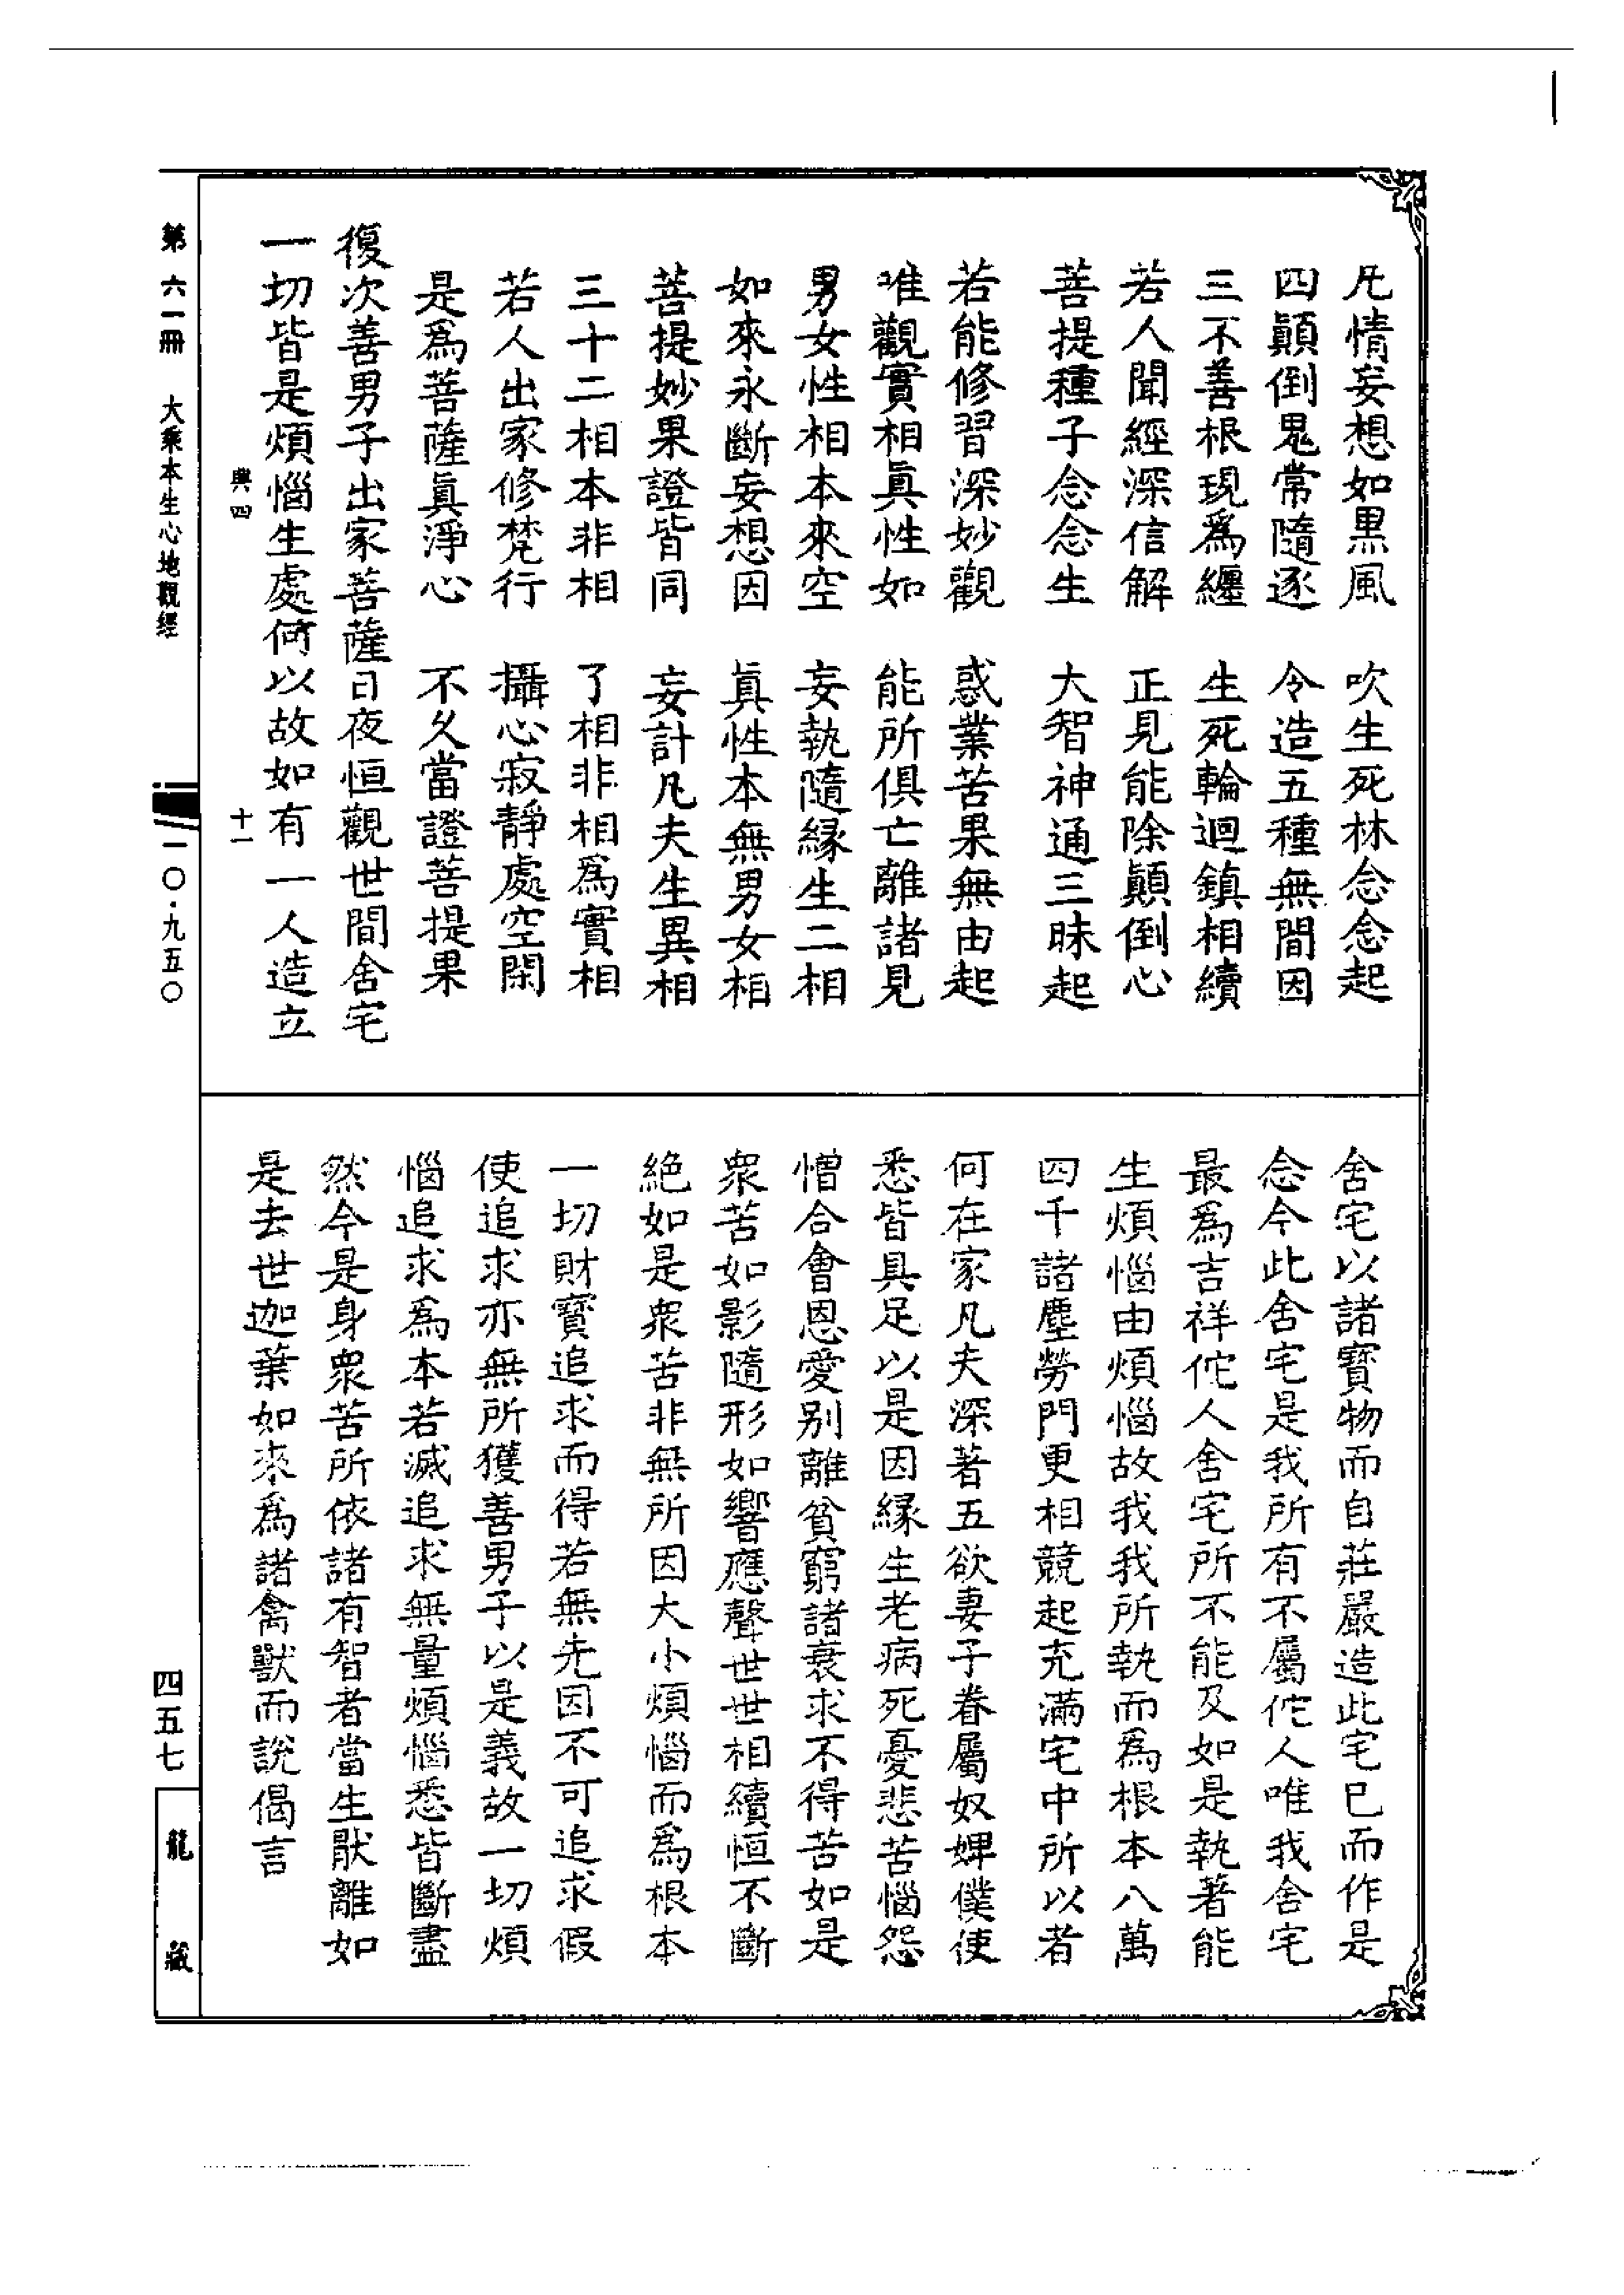 凡情妄想如黒風　吹生死林念念起
四顛倒鬼常隨逐　令造五種無間因
三不善根現爲纏　生死輪迴鎮相續
若人聞經深信解　正見能除顛倒心
菩提種子念念生　大智神通三昧起
若能修習深妙觀　惑業苦果無由起
唯觀實相眞性如　能所俱亡離諸見
男女性相本來空　妄執隨緣生二相
如來永斷妄想因　眞性本無男女相
菩提妙果證皆同　妄計凡夫生異相
三十二相本非相　了相非相爲實相
若人出家修梵行　攝心寂靜處空閑
是爲菩薩眞淨心　不久當證菩提果
復次善男子出家菩薩日夜恒觀世間舍宅
一切皆是煩惱生處何以故如有一人造立
舍宅以諸寶物而自莊嚴造此宅已而作是
念今此舍宅是我所有不屬佗人唯我舍宅
最爲吉祥佗人舍宅所不能及如是執著能
生煩惱由煩惱故我我所執而爲根本八萬
四千諸塵勞門更相競起充滿宅中所以者
何在家凡夫深著五欲妻子眷屬奴婢僕使
悉皆具足以是因緣生老病死憂悲苦惱怨
憎合會恩愛别離貧窮諸衰求不得苦如是
衆苦如影隨形如響應聲世世相續恒不斷
絶如是衆苦非無所因大小煩惱而爲根本
一切財寶追求而得若無先因不可追求假
使追求亦無所獲善男子以是義故一切煩
惱追求爲本若滅追求無量煩惱悉皆斷盡
然今是身衆苦所依諸有智者當生猒離如
是去世迦葉如來爲諸禽獸而説偈言
興四　十一
第六一冊　大乘本生心地觀經　一〇·九五〇　四五七
龍藏